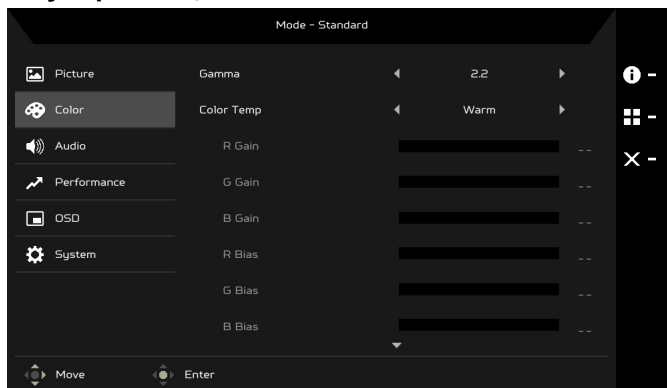 Mode - Standard
Picture
Gamma 2.2
Color
Color Temp Warm
Audio
R Gain --
Performance
G Gain --
OSD
B Gain --
System
R Bias --
G Bias --
B Bias --
Move Enter